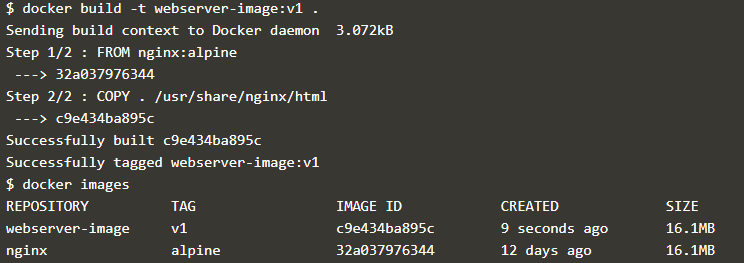 $ docker build -t webserver-image:v1 .
Sending build context to Docker daemon  3.072kB
Step 1/2 : FROM nginx:alpine
 ---> 32a037976344
Step 2/2 : COPY . /usr/share/nginx/html
 ---> c9e434ba895c
Successfully built c9e434ba895c
Successfully tagged webserver-image:v1
$ docker images
REPOSITORY          TAG                 IMAGE ID            CREATED             SIZE
webserver-image     v1                  c9e434ba895c        9 seconds ago       16.1MB
nginx               alpine              32a037976344        12 days ago         16.1MB